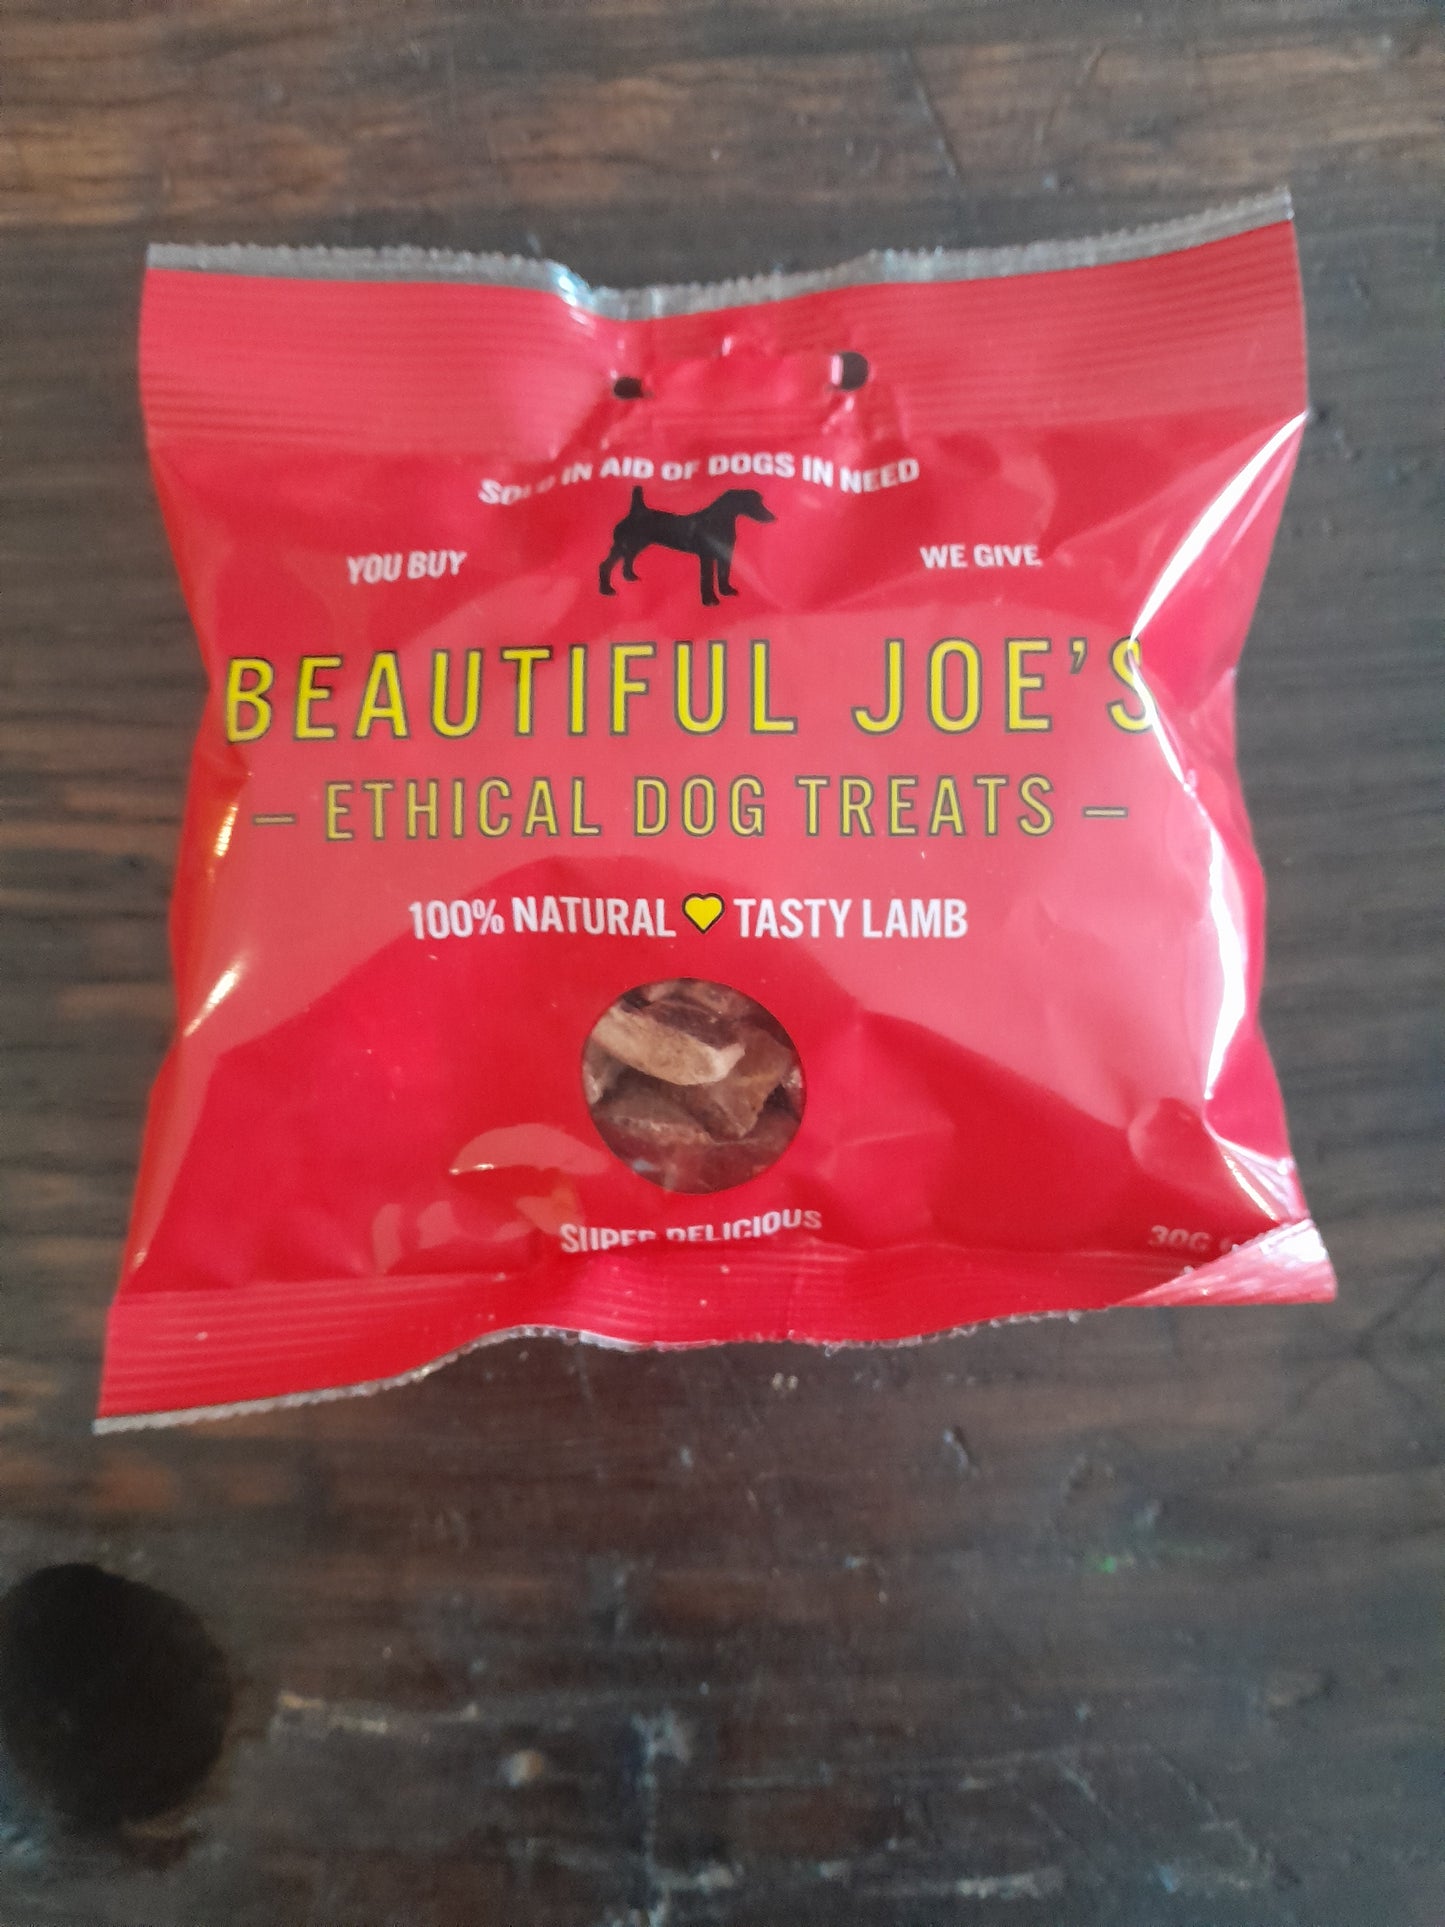 SOLD IN AID OF DOGS IN NEED
YOU BUY
WE GIVE
BEAUTIFUL JOE'S
– ETHICAL DOG TREATS –
100% NATURAL 💛 TASTY LAMB
SUPER DELICIOUS
30G